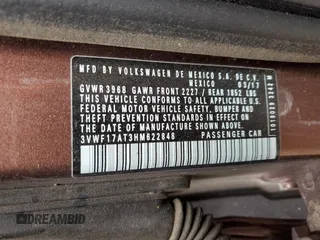 MFD BY VOLKSWAGEN DE MEXICO S.A. DE C.V.
MEXICO 03/17
GVWR 3968 GAWR FRONT 2227 / REAR 1852 LBS
THIS VEHICLE CONFORMS TO ALL APPLICABLE U.S.
FEDERAL MOTOR VEHICLE SAFETY, BUMPER AND
THEFT PREVENTION STANDARDS IN EFFECT ON THE
DATE OF MANUFACTURE SHOWN ABOVE
3VWF17AT3HM622848 PASSENGER CAR
DREAMBID